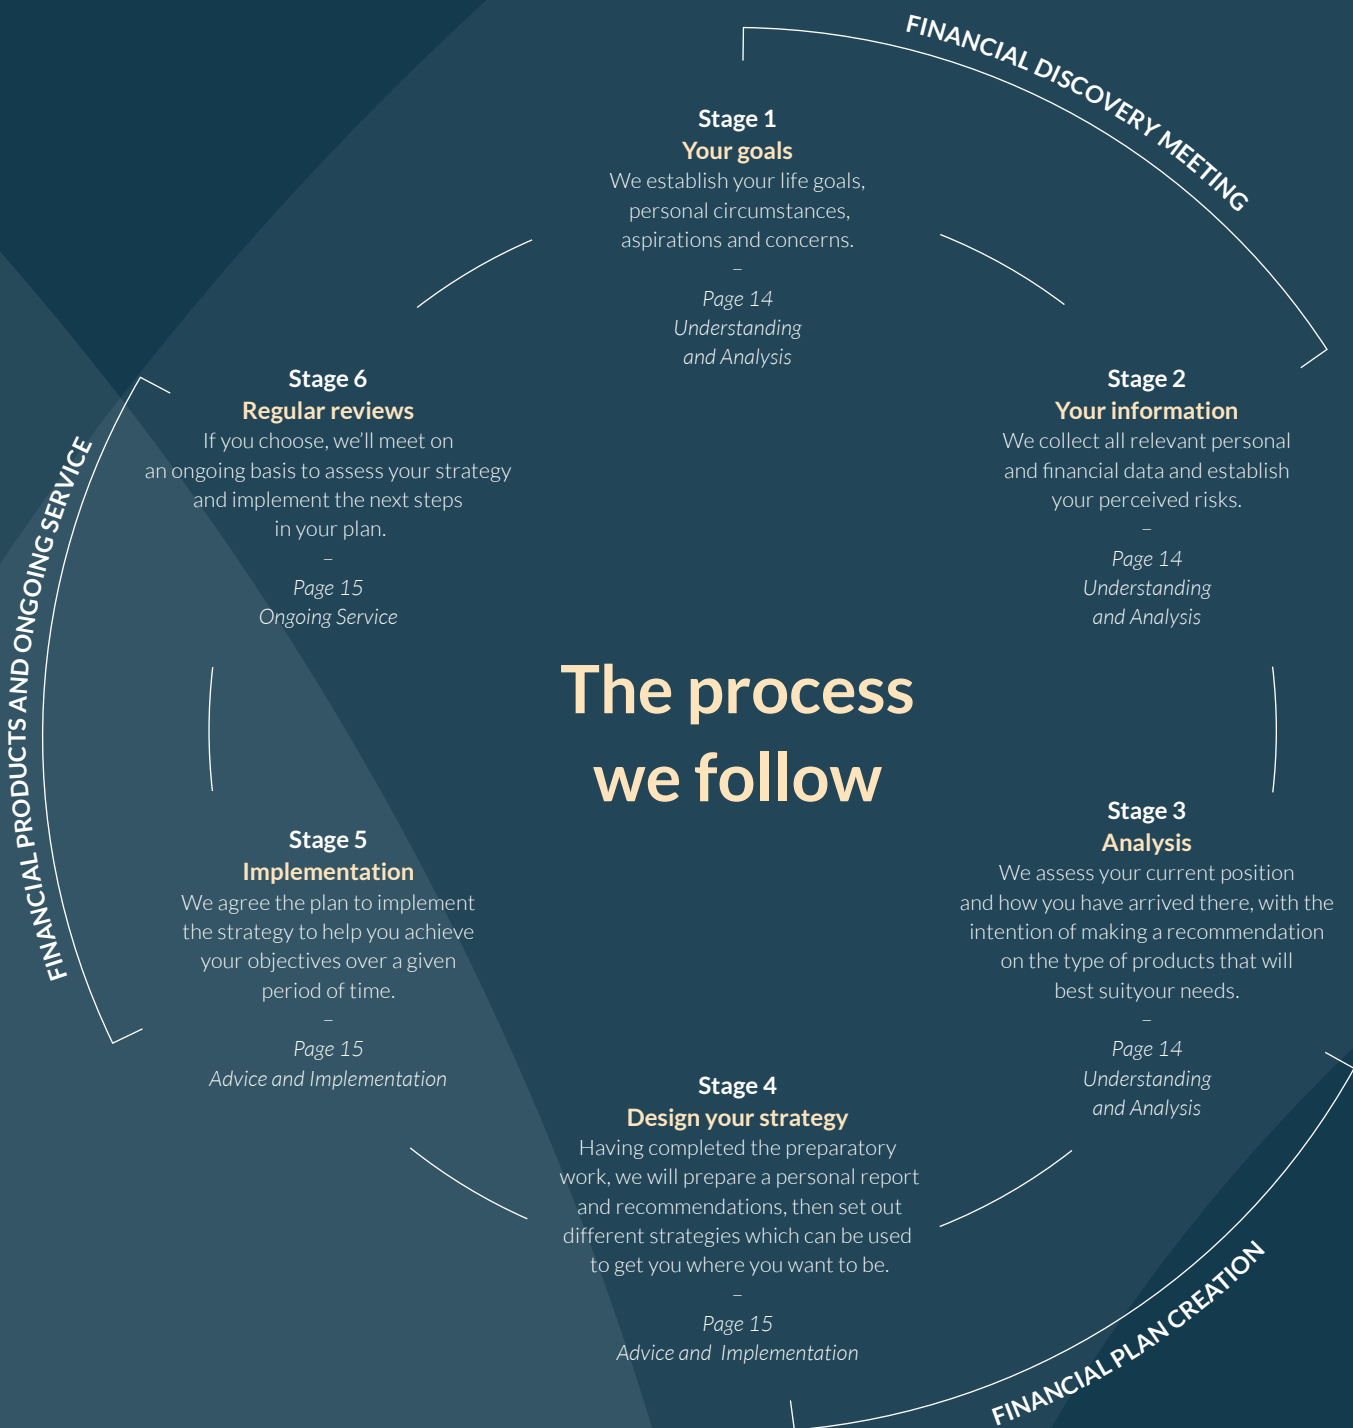 FINANCIAL DISCOVERY MEETING
Stage 1
Your goals
We establish your life goals,
personal circumstances,
aspirations and concerns.
–
Page 14
Understanding
and Analysis
Stage 2
Your information
We collect all relevant personal
and financial data and establish
your perceived risks.
–
Page 14
Understanding
and Analysis
Stage 3
Analysis
We assess your current position
and how you have arrived there, with the
intention of making a recommendation
on the type of products that will
best suityour needs.
–
Page 14
Understanding
and Analysis
FINANCIAL PLAN CREATION
Stage 4
Design your strategy
Having completed the preparatory
work, we will prepare a personal report
and recommendations, then set out
different strategies which can be used
to get you where you want to be.
–
Page 15
Advice and  Implementation
Stage 5
Implementation
We agree the plan to implement
the strategy to help you achieve
your objectives over a given
period of time.
–
Page 15
Advice and Implementation
FINANCIAL PRODUCTS AND ONGOING SERVICE
Stage 6
Regular reviews
If you choose, we’ll meet on
an ongoing basis to assess your strategy
and implement the next steps
in your plan.
–
Page 15
Ongoing Service
The process
we follow